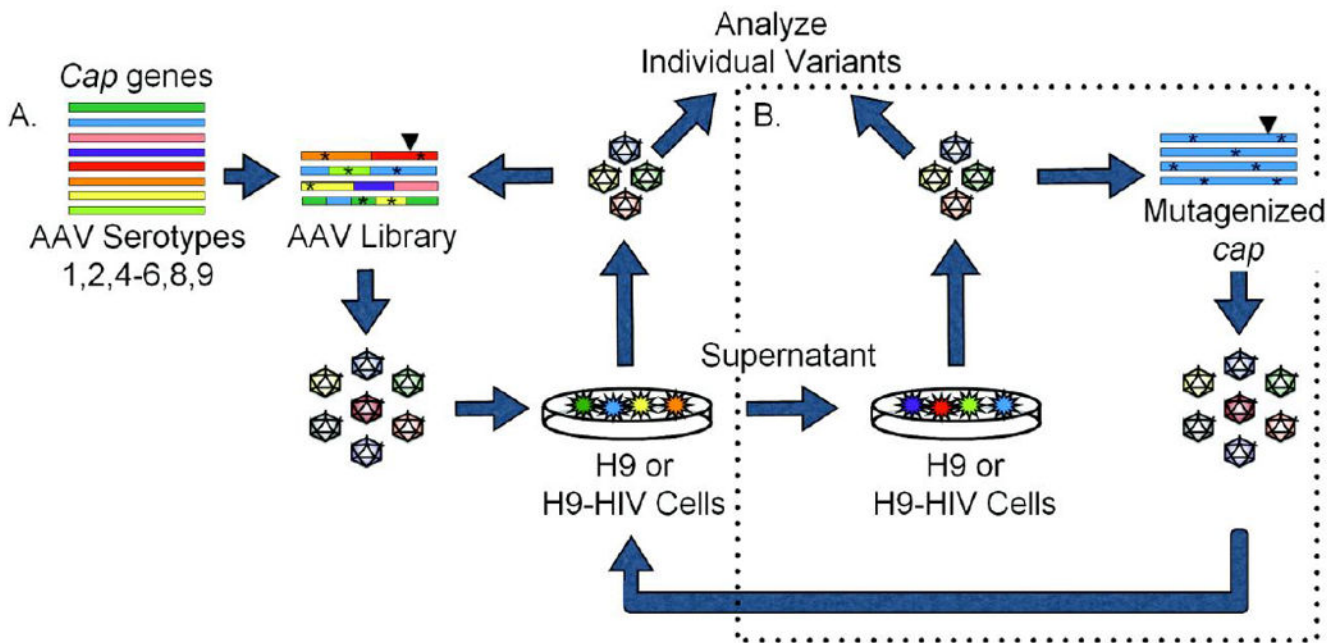 Analyze
Individual Variants
A.
Cap genes
AAV Serotypes
1,2,4-6,8,9
AAV Library
B.
Mutagenized
cap
Supernatant
H9 or
H9-HIV Cells
H9 or
H9-HIV Cells